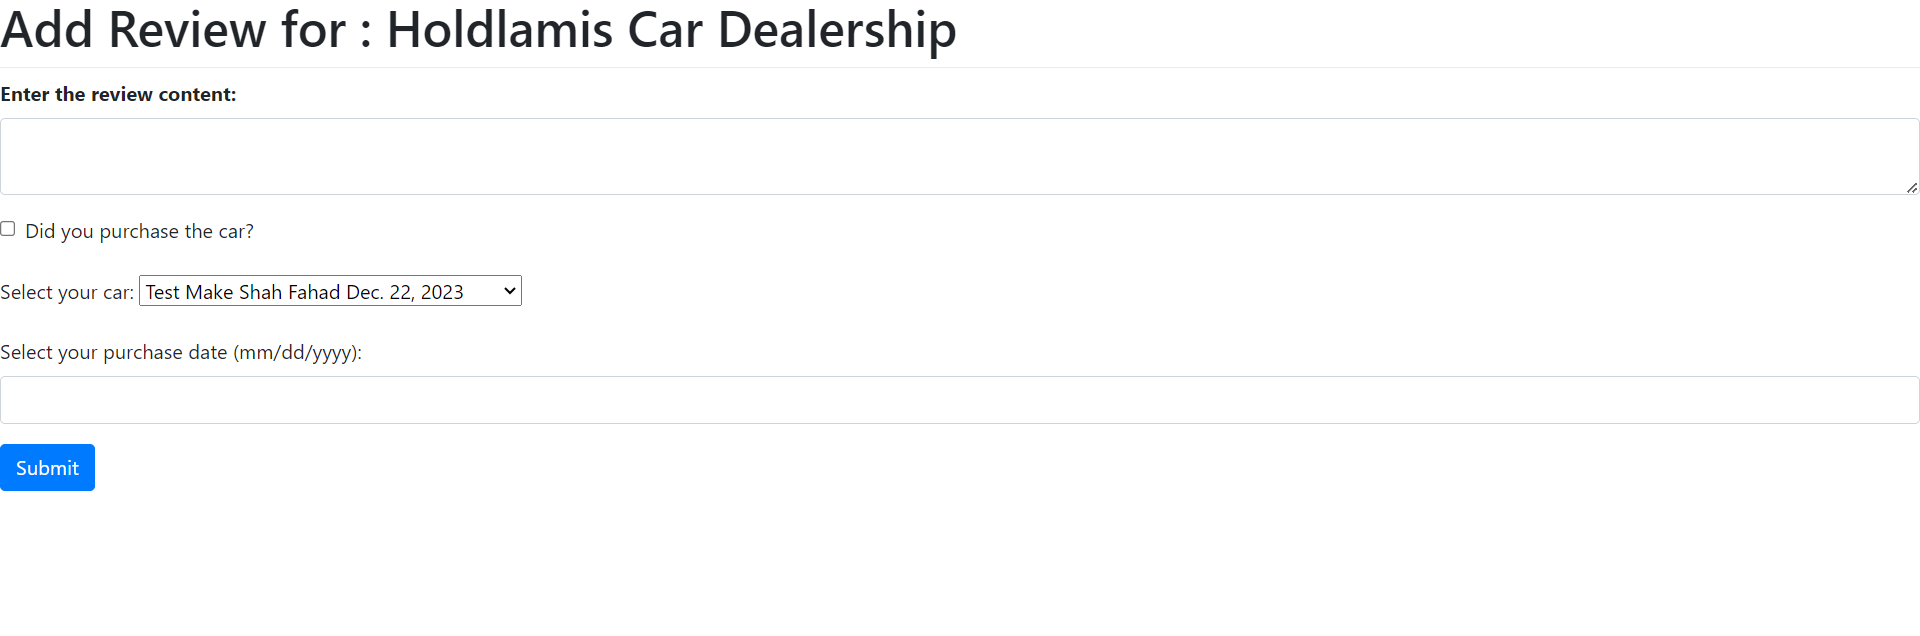 Add Review for : Holdlamis Car Dealership
Enter the review content:
Did you purchase the car?
Select your car: Test Make Shah Fahad Dec. 22, 2023
Select your purchase date (mm/dd/yyyy):
Submit